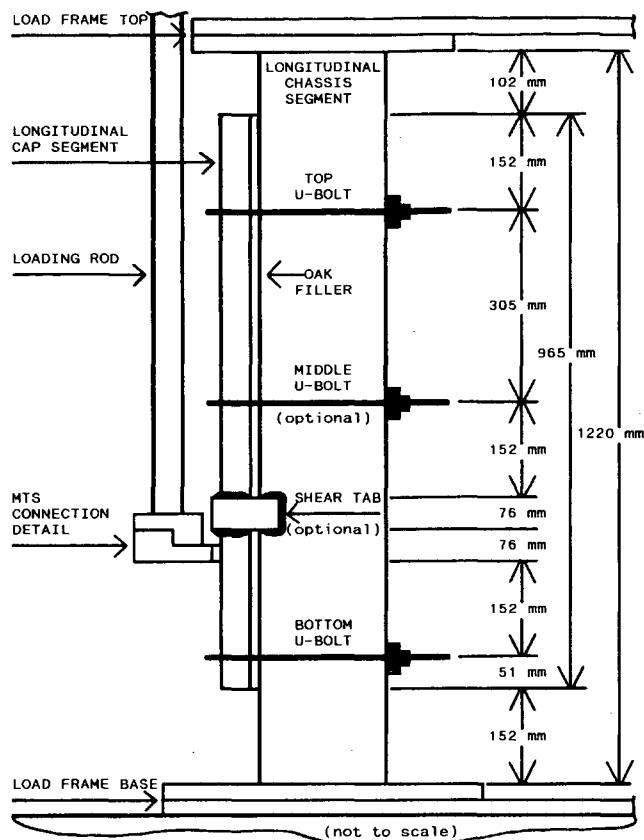 LOAD FRAME TOP
LONGITUDINAL
CHASSIS
SEGMENT
102 mm
LONGITUDINAL
CAP SEGMENT
152 mm
TOP
U-BOLT
LOADING ROD
OAK
FILLER
305 mm
965 mm
MIDDLE
U-BOLT
(optional)
1220 mm
152 mm
MTS
CONNECTION
DETAIL
SHEAR TAB
(optional)
76 mm
76 mm
152 mm
BOTTOM
U-BOLT
51 mm
152 mm
LOAD FRAME BASE
(not to scale)